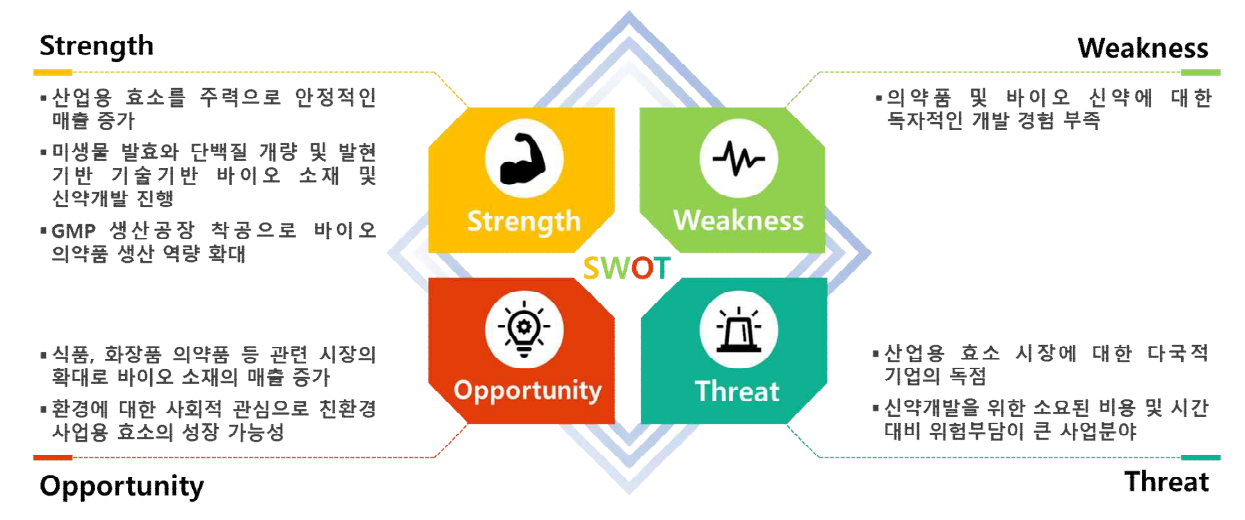 Strength
▪산업용 효소를 주력으로 안정적인
매출 증가
▪미생물 발효와 단백질 개량 및 발현
기반 기술기반 바이오 소재 및
신약개발 진행
▪GMP 생산공장 착공으로 바이오
의약품 생산 역량 확대
Weakness
▪의약품 및 바이오 신약에 대한
독자적인 개발 경험 부족
Strength
Weakness
SWOT
Opportunity
Threat
▪식품, 화장품 의약품 등 관련 시장의
확대로 바이오 소재의 매출 증가
▪환경에 대한 사회적 관심으로 친환경
사업용 효소의 성장 가능성
Opportunity
▪산업용 효소 시장에 대한 다국적
기업의 독점
▪신약개발을 위한 소요된 비용 및 시간
대비 위험부담이 큰 사업분야
Threat